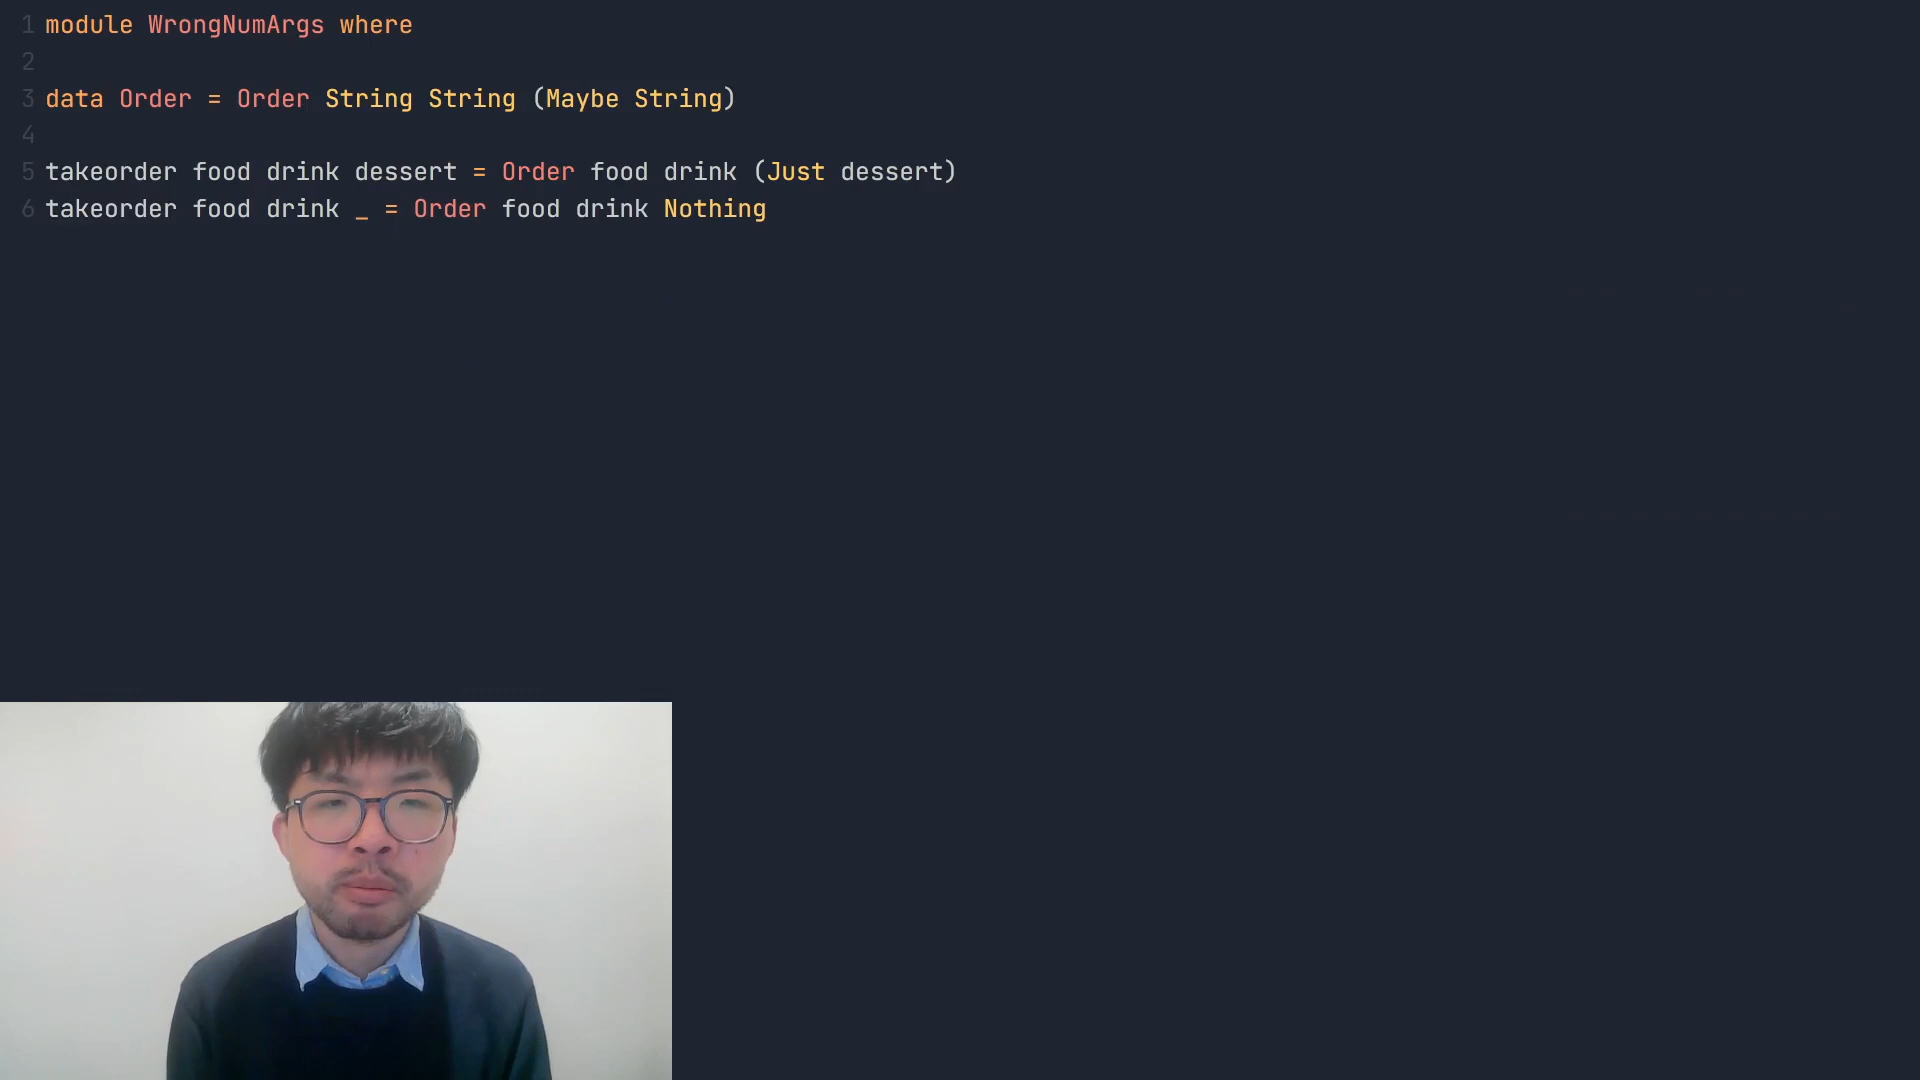 1 module WrongNumArgs where
2
3 data Order = Order String String (Maybe String)
4
5 takeorder food drink dessert = Order food drink (Just dessert)
6 takeorder food drink _ = Order food drink Nothing